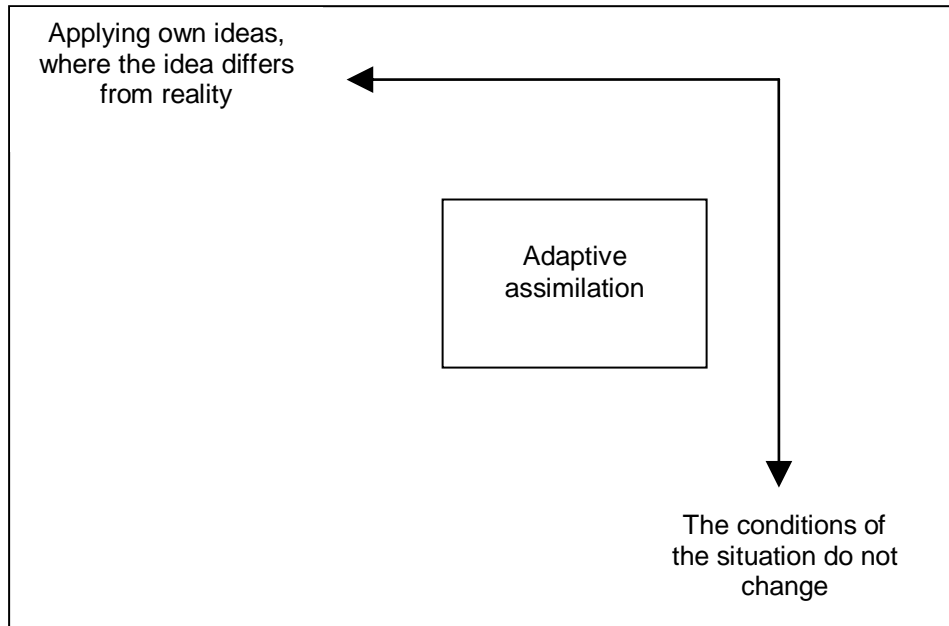 Applying own ideas,
where the idea differs
from reality
Adaptive
assimilation
The conditions of
the situation do not
change